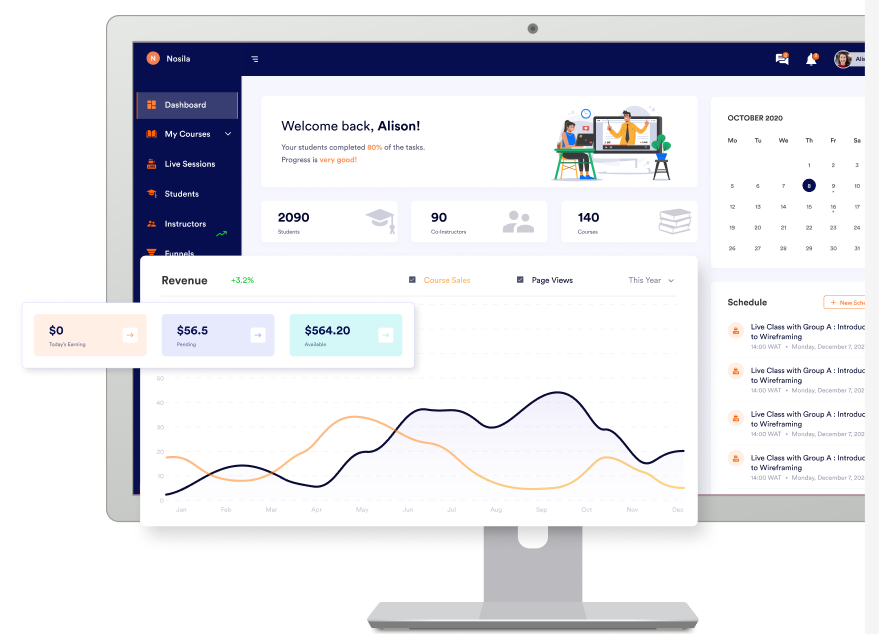 Nosila
Dashboard
My Courses
Live Sessions
Students
Instructors
Funnels
Welcome back, Alison!
Your students completed 80% of the tasks.
Progress is very good!
2090
Students
90
Co-Instructors
140
Courses
OCTOBER 2020
Mo Tu We Th Fr Sa
1 2 3
5 6 7 8 9 10
12 13 14 15 16 17
19 20 21 22 23 24
26 27 28 29 30 31
Revenue +3.2% Course Sales Page Views This Year
$0
Today's Earning
$56.5
Pending
$564.20
Available
50
40
30
20
10
0
Jan Feb Mar Apr May Jun Jul Aug Sep Oct Nov Dec
Schedule + New Sche
Live Class with Group A : Introduc
to Wireframing
14:00 WAT • Monday, December 7, 202
Live Class with Group A : Introduc
to Wireframing
14:00 WAT • Monday, December 7, 202
Live Class with Group A : Introduc
to Wireframing
14:00 WAT • Monday, December 7, 202
Live Class with Group A : Introduc
to Wireframing
14:00 WAT • Monday, December 7, 202